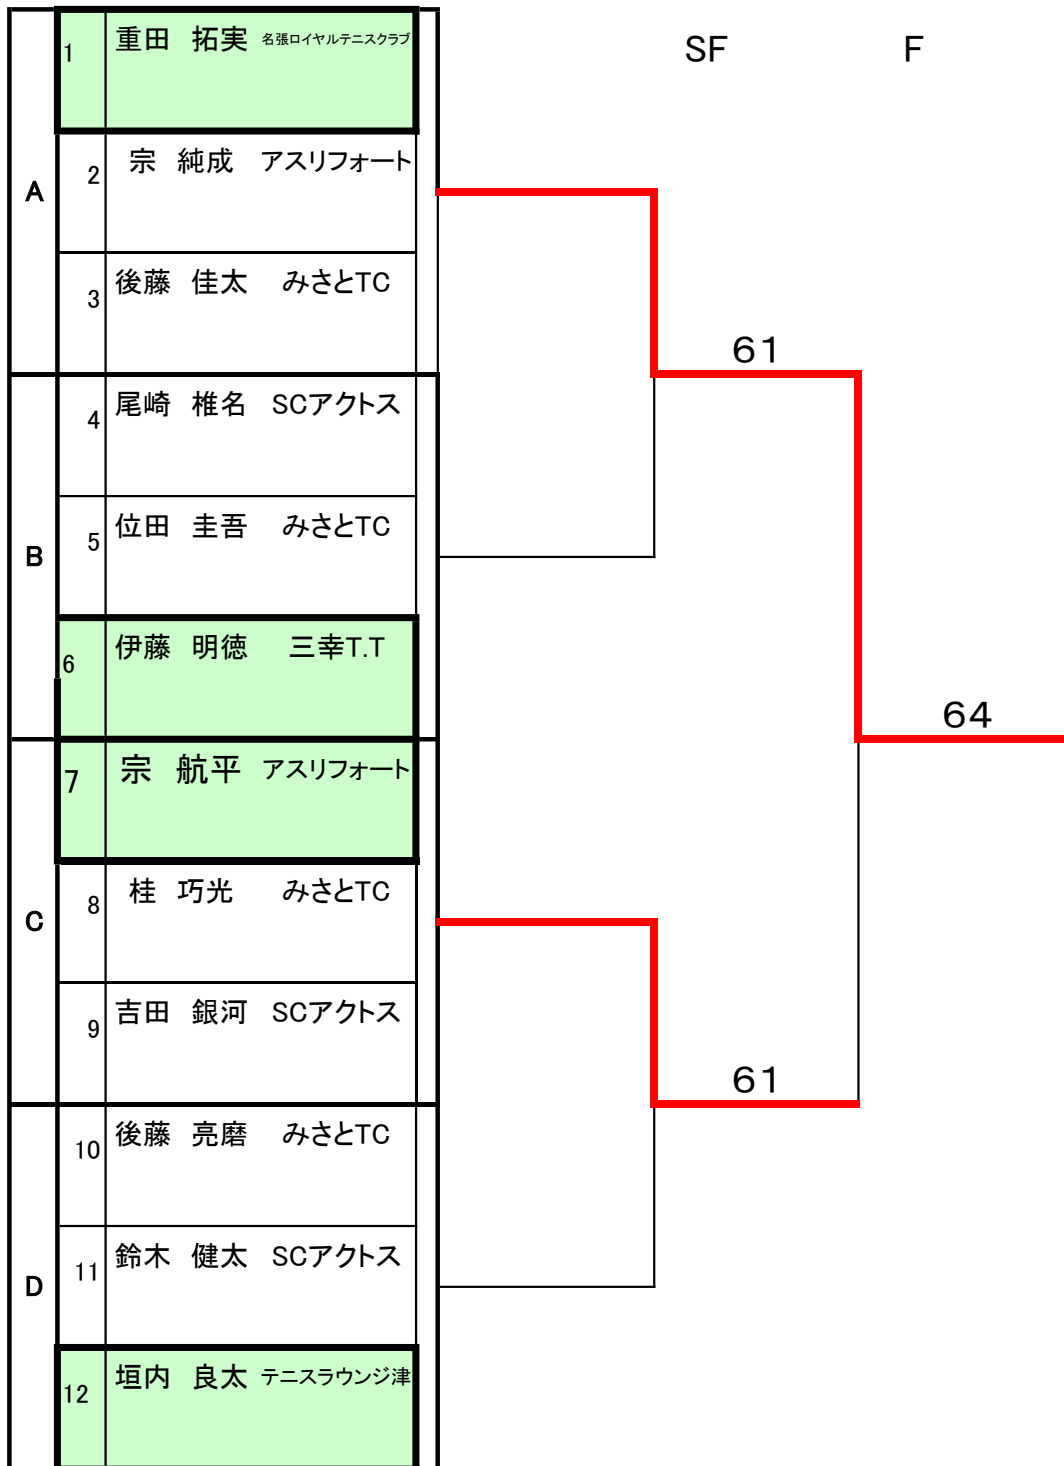 SF F
1 重田 拓実 名張ロイヤルテニスクラブ
A
2 宗 純成 アスリフォート
3 後藤 佳太 みさとTC
61
4 尾崎 椎名 SCアクトス
B
5 位田 圭吾 みさとTC
6 伊藤 明徳 三幸T.T
64
7 宗 航平 アスリフォート
C
8 桂 巧光 みさとTC
9 吉田 銀河 SCアクトス
61
10 後藤 亮磨 みさとTC
D
11 鈴木 健太 SCアクトス
12 垣内 良太 テニスラウンジ津